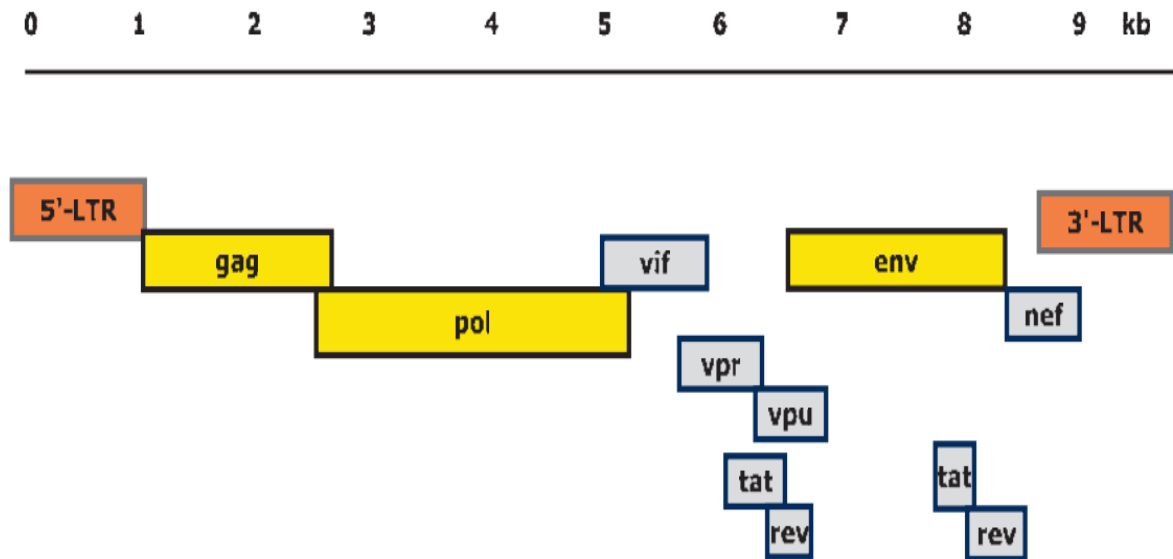 0 1 2 3 4 5 6 7 8 9 kb
5'-LTR
3'-LTR
gag
vif
env
pol
nef
vpr
vpu
tat
tat
rev
rev